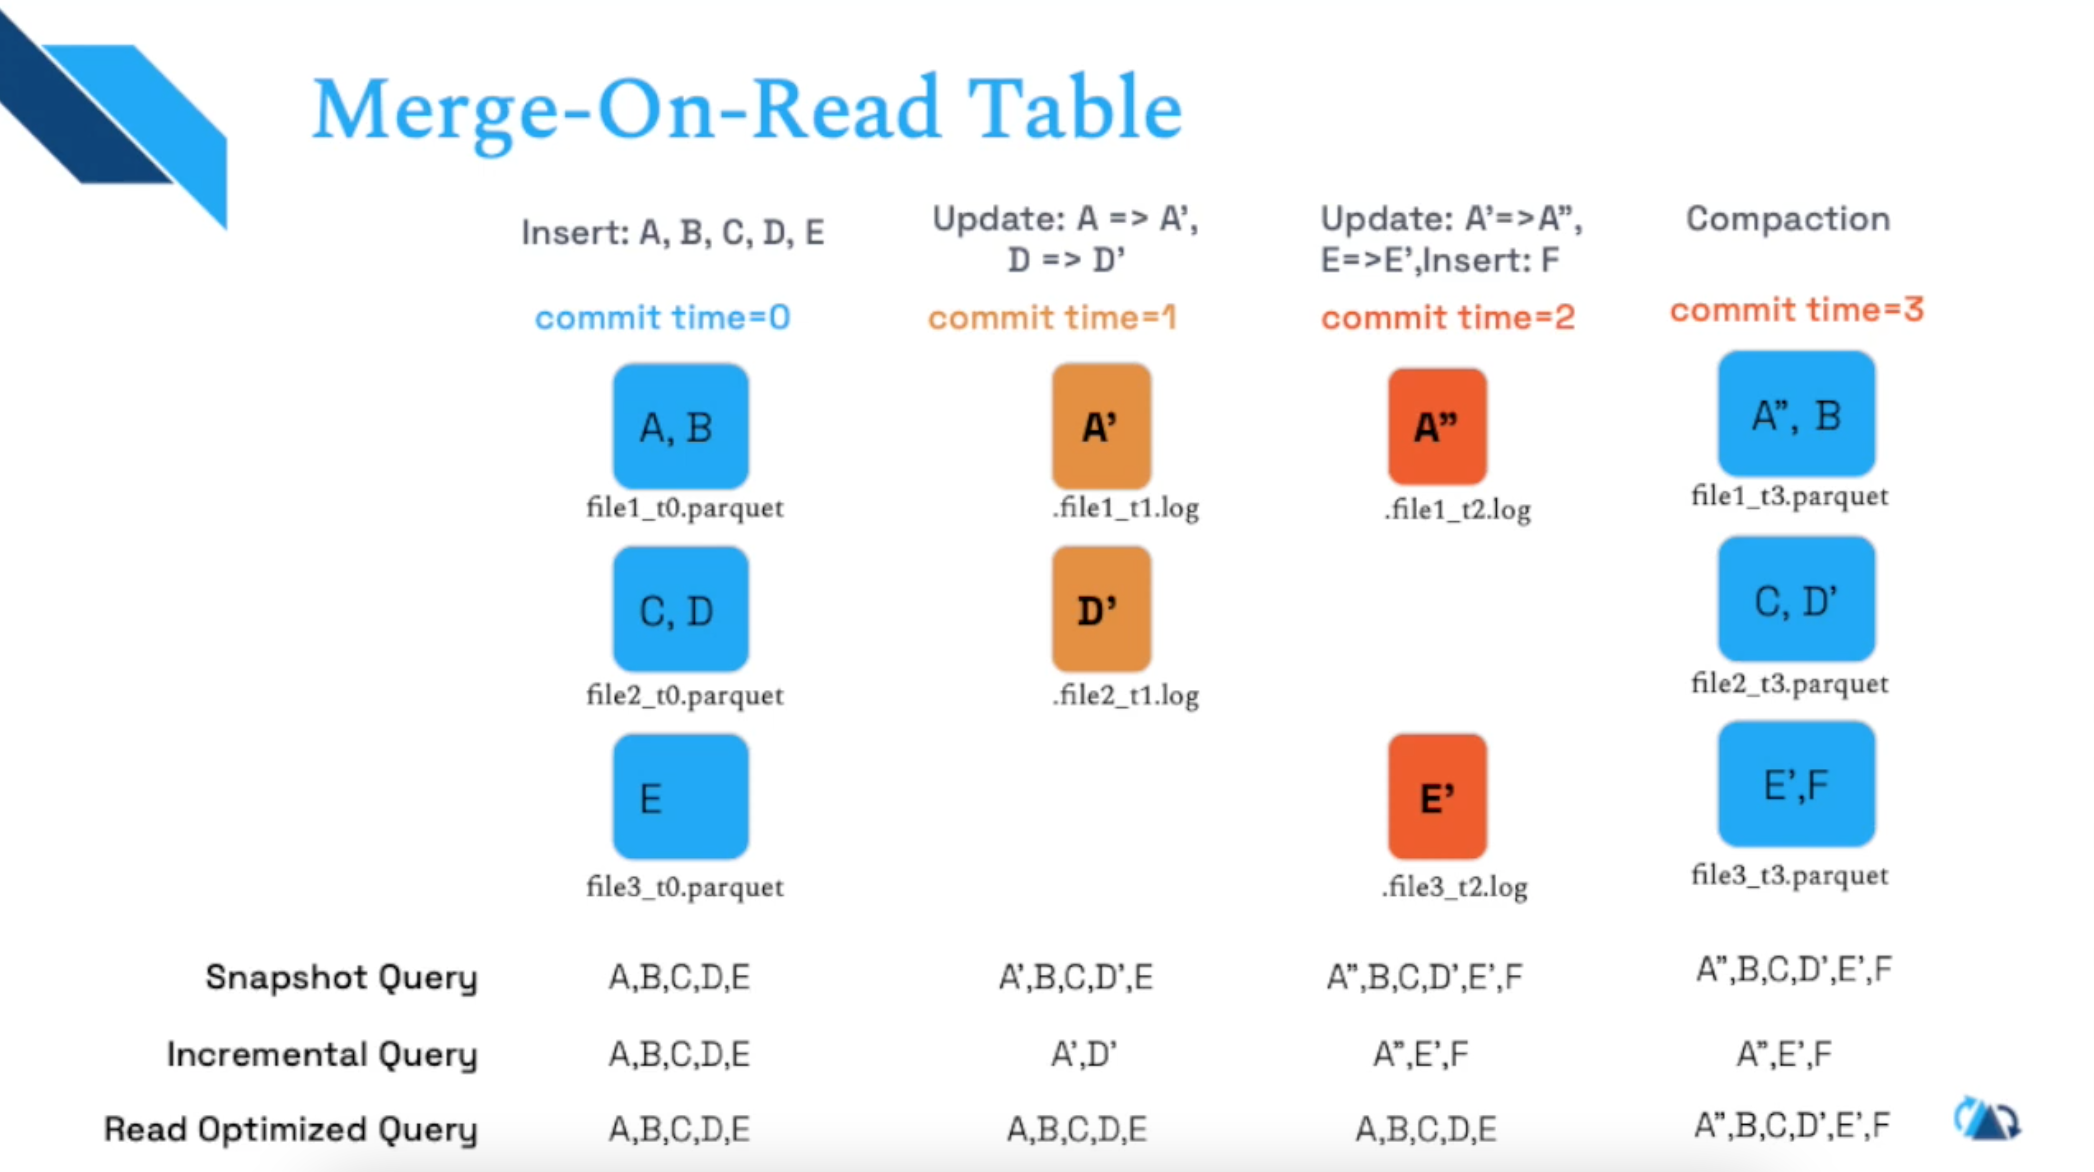 Merge-On-Read Table
Insert: A, B, C, D, E
commit time=0
A, B
file1_t0.parquet
C, D
file2_t0.parquet
E
file3_t0.parquet
Update: A => A’,
D => D’
commit time=1
A’
.file1_t1.log
D’
.file2_t1.log
Update: A’=>A”,
E=>E’,Insert: F
commit time=2
A”
.file1_t2.log
E’
.file3_t2.log
Compaction
commit time=3
A”, B
file1_t3.parquet
C, D’
file2_t3.parquet
E’,F
file3_t3.parquet
Snapshot Query A,B,C,D,E A’,B,C,D’,E A”,B,C,D’,E’,F A”,B,C,D’,E’,F
Incremental Query A,B,C,D,E A’,D’ A”,E’,F A”,E’,F
Read Optimized Query A,B,C,D,E A,B,C,D,E A,B,C,D,E A”,B,C,D’,E’,F